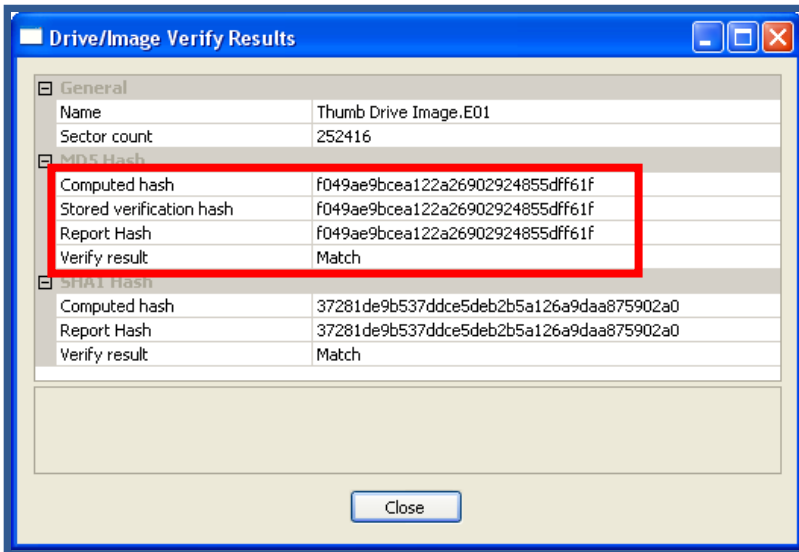 Drive/Image Verify Results
General
Name Thumb Drive Image.E01
Sector count 252416
MD5 Hash
Computed hash f049ae9bcea122a26902924855dff61f
Stored verification hash f049ae9bcea122a26902924855dff61f
Report Hash f049ae9bcea122a26902924855dff61f
Verify result Match
SHA1 Hash
Computed hash 37281de9b537ddce5deb2b5a126a9daa875902a0
Report Hash 37281de9b537ddce5deb2b5a126a9daa875902a0
Verify result Match
Close